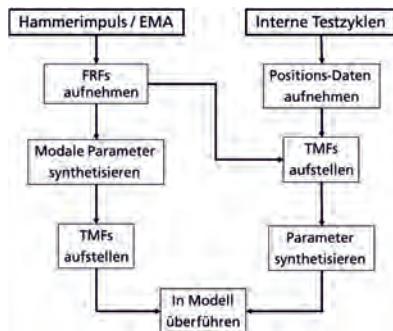 Hammerimpuls / EMA
Interne Testzyklen
FRFs
aufnehmen
Positions-Daten
aufnehmen
Modale Parameter
synthetisieren
TMFs
aufstellen
TMFs
aufstellen
Parameter
synthetisieren
In Modell
überführen